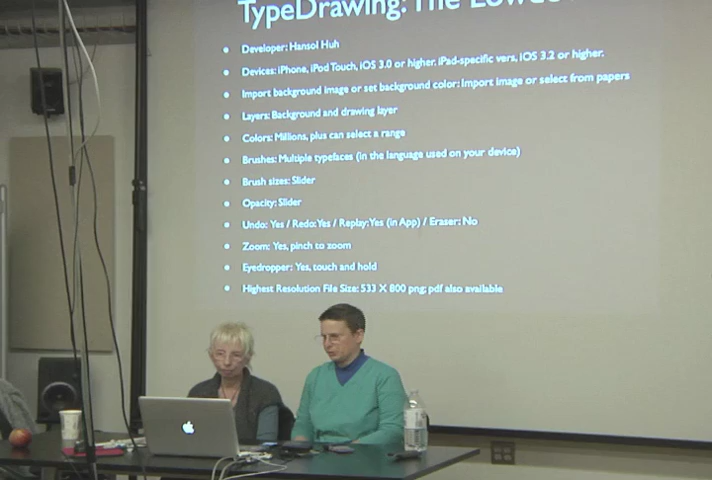 TypeDrawing: The
Developer: Hansol Huh
Devices: iPhone, iPod Touch, iOS 3.0 or higher, iPad-specific vers, iOS 3.2 or higher.
Import background image or set background color: Import image or select from papers
Layers: Background and drawing layer
Colors: Millions, plus can select a range
Brushes: Multiple typefaces (in the language used on your device)
Brush sizes: Slider
Opacity: Slider
Undo: Yes / Redo: Yes / Replay: Yes (in App) / Eraser: No
Zoom: Yes, pinch to zoom
Eyedropper: Yes, touch and hold
Highest Resolution File Size: 533 X 800 png; pdf also available